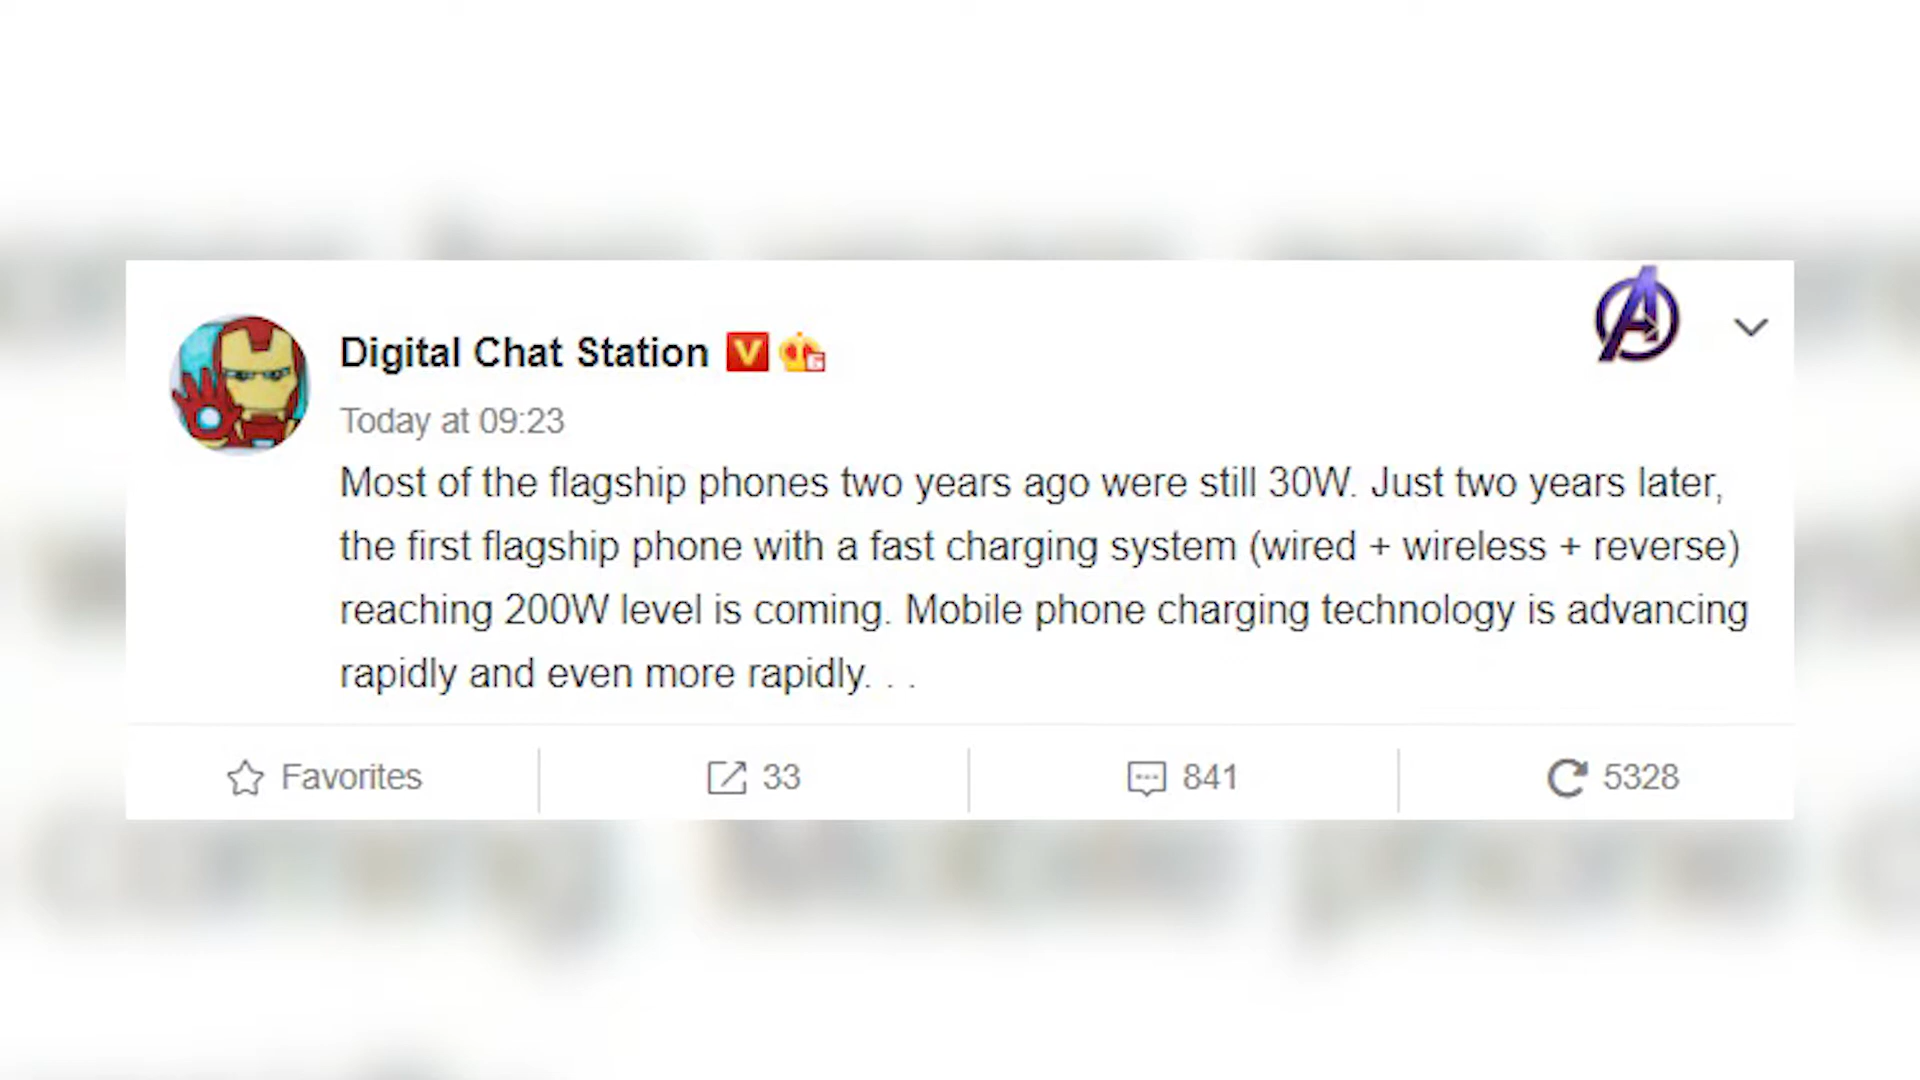 Digital Chat Station
Today at 09:23
Most of the flagship phones two years ago were still 30W. Just two years later,
the first flagship phone with a fast charging system (wired + wireless + reverse)
reaching 200W level is coming. Mobile phone charging technology is advancing
rapidly and even more rapidly. . .
Favorites 33 841 5328